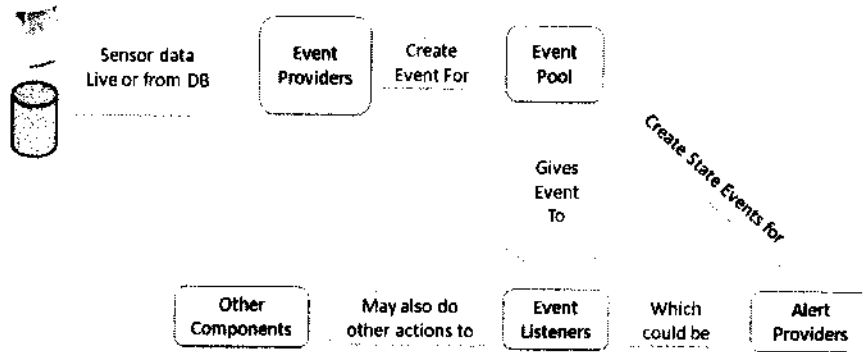 Sensor data
Live or from DB
Event
Providers
Create
Event For
Event
Pool
Create State Events for
Gives
Event
To
Other
Components
May also do
other actions to
Event
Listeners
Which
could be
Alert
Providers